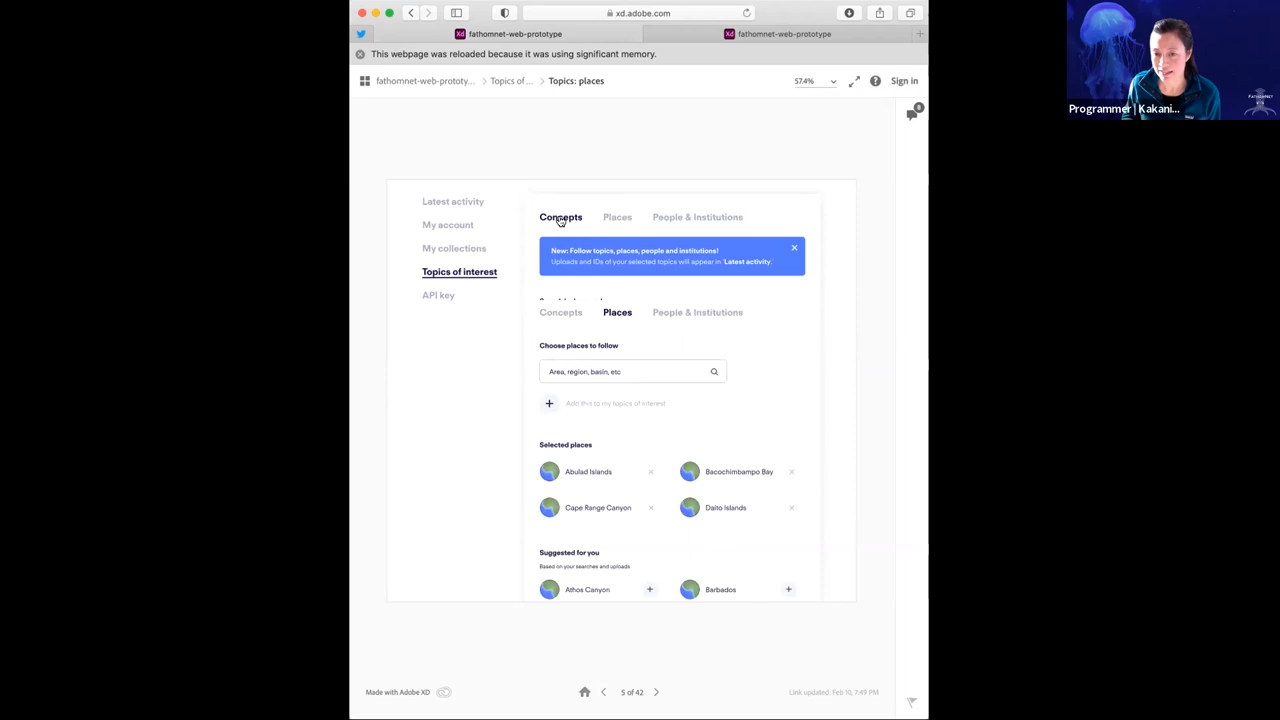 xd.adobe.com
fathomnet-web-prototype
fathomnet-web-prototype
This webpage was reloaded because it was using significant memory.
fathomnet-web-prototy... > Topics of ... > Topics: places
57.4%
Sign in
8
Latest activity
My account
My collections
Topics of interest
API key
Concepts Places People & Institutions
New: Follow topics, places, people and institutions!
Uploads and IDs of your selected topics will appear in 'Latest activity.'
Concepts Places People & Institutions
Choose places to follow
Area, region, basin, etc
Add this to my topics of interest
Selected places
Abulad Islands × Bacochimbampo Bay ×
Cape Range Canyon × Daito Islands ×
Suggested for you
Based on your searches and uploads
Athos Canyon + Barbados +
Made with Adobe XD
5 of 42
Link updated: Feb 10, 7:49 PM
Programmer | Kakani...
FATHOMNET